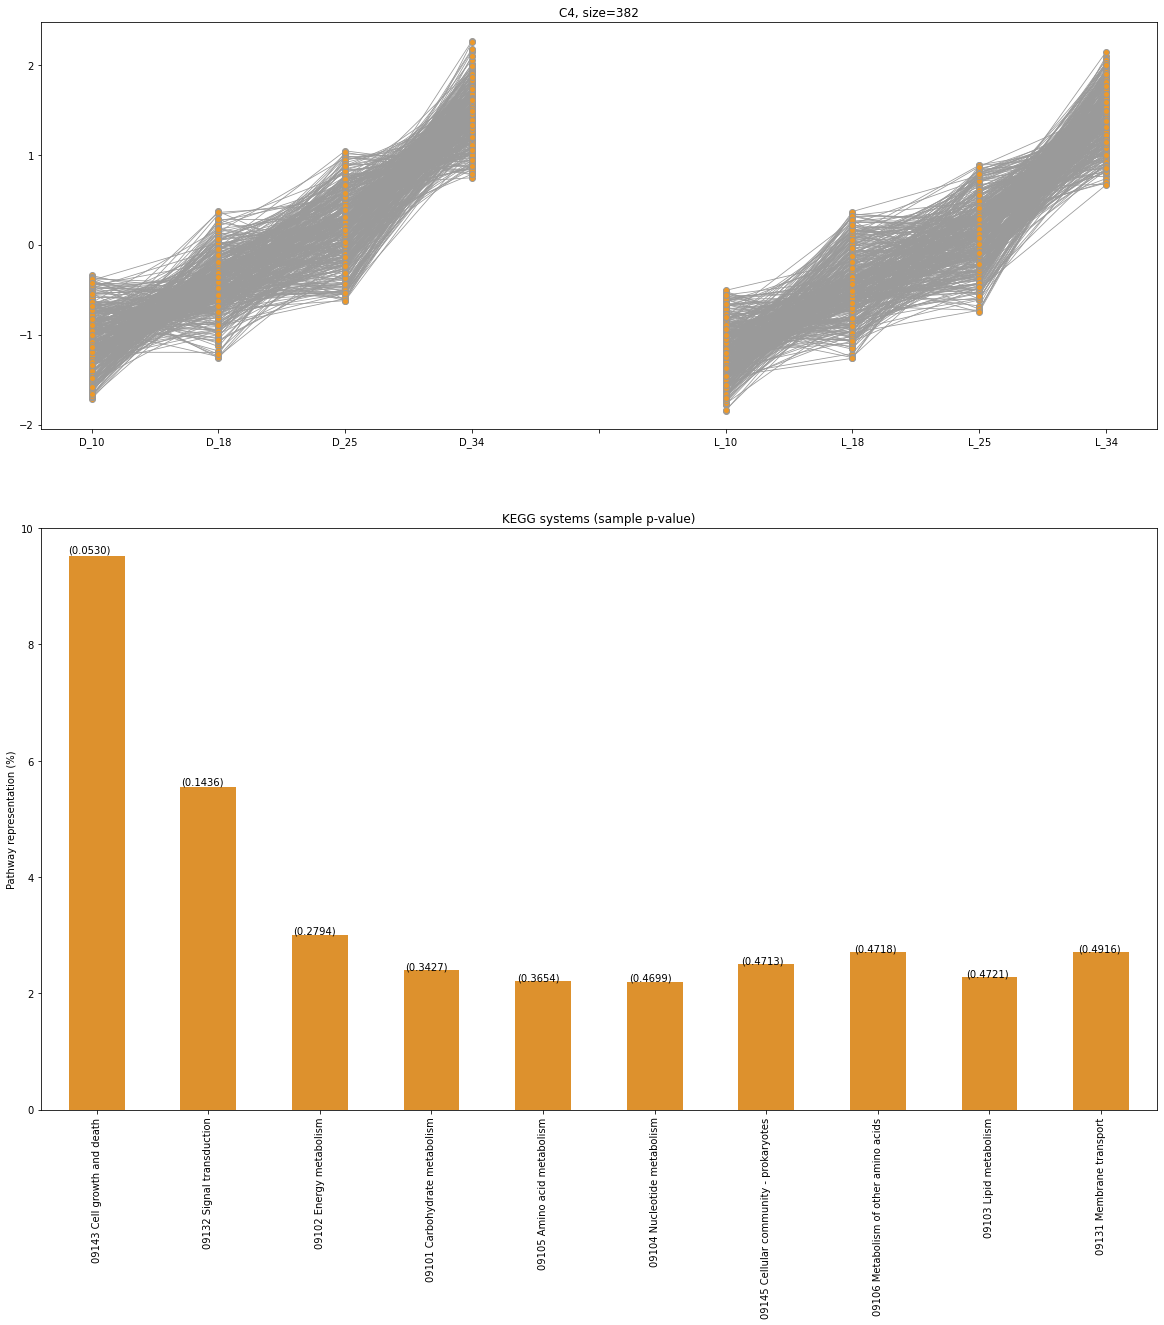 C4, size=382
2
1
0
−1
−2
D_10 D_18 D_25 D_34 L_10 L_18 L_25 L_34
KEGG systems (sample p-value)
10
8
6
4
2
0
Pathway representation (%)
(0.0530)
(0.1436)
(0.2794)
(0.3427)
(0.3654)
(0.4699)
(0.4713)
(0.4718)
(0.4721)
(0.4916)
09143 Cell growth and death
09132 Signal transduction
09102 Energy metabolism
09101 Carbohydrate metabolism
09105 Amino acid metabolism
09104 Nucleotide metabolism
09145 Cellular community - prokaryotes
09106 Metabolism of other amino acids
09103 Lipid metabolism
09131 Membrane transport